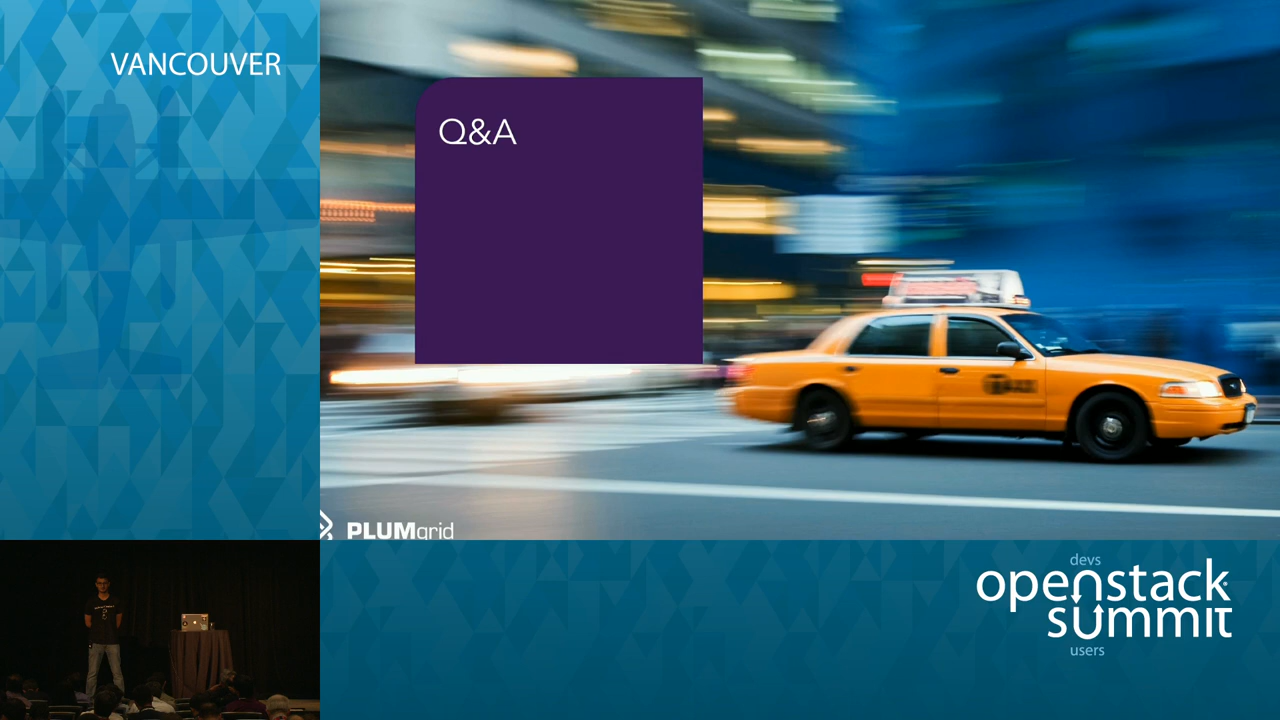 VANCOUVER
Q&A
PLUMgrid
devs
openstack
summit
users